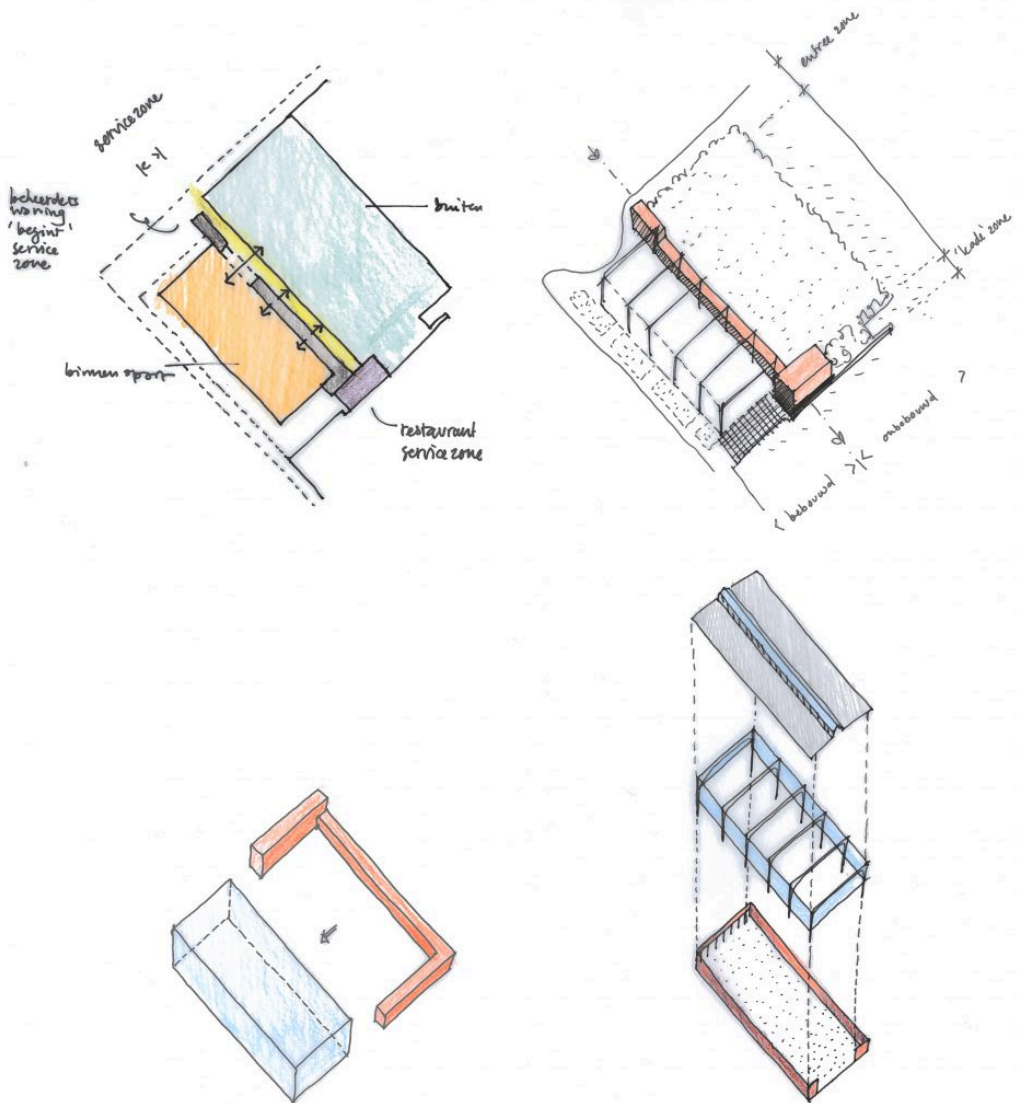 service zone
beheerders
woning
'begint'
service
zone
buiten
binnen sport
restaurant
service zone
entree zone
'kade zone
< bebouwd >|< onbebouwd >